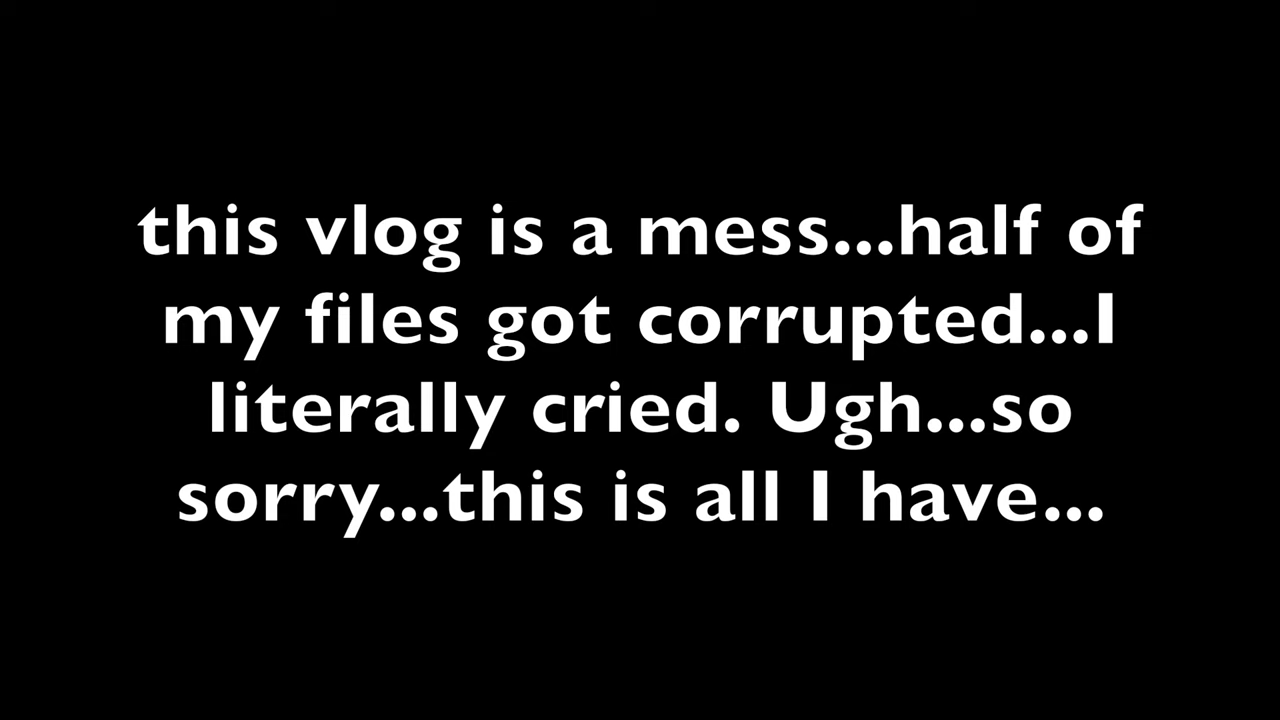 this vlog is a mess...half of
my files got corrupted...I
literally cried. Ugh...so
sorry...this is all I have...